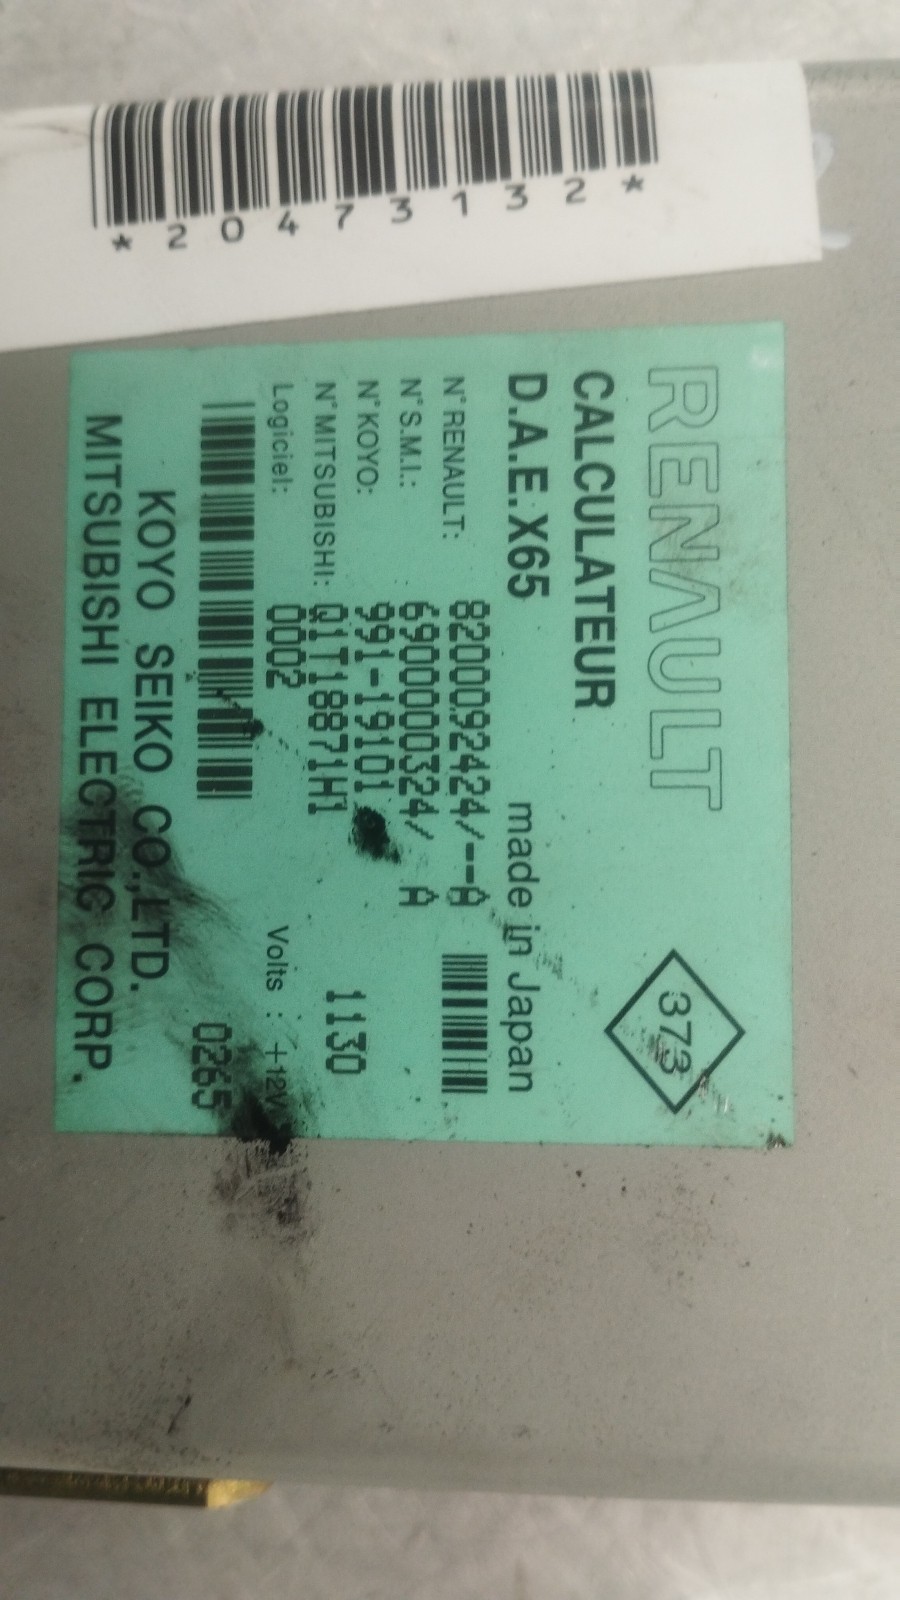 *20473132*
RENAULT
373
CALCULATEUR
D.A.E.X65 made in Japan
N°RENAULT: 8200092424/--A
N°S.M.I.: 6900000324/ A
N°KOYO: 991-19101
N°MITSUBISHI: Q1T18871H1 1130
Logiciel: 0002 Volts : +12V
0265
KOYO SEIKO CO.,LTD.
MITSUBISHI ELECTRIC CORP.